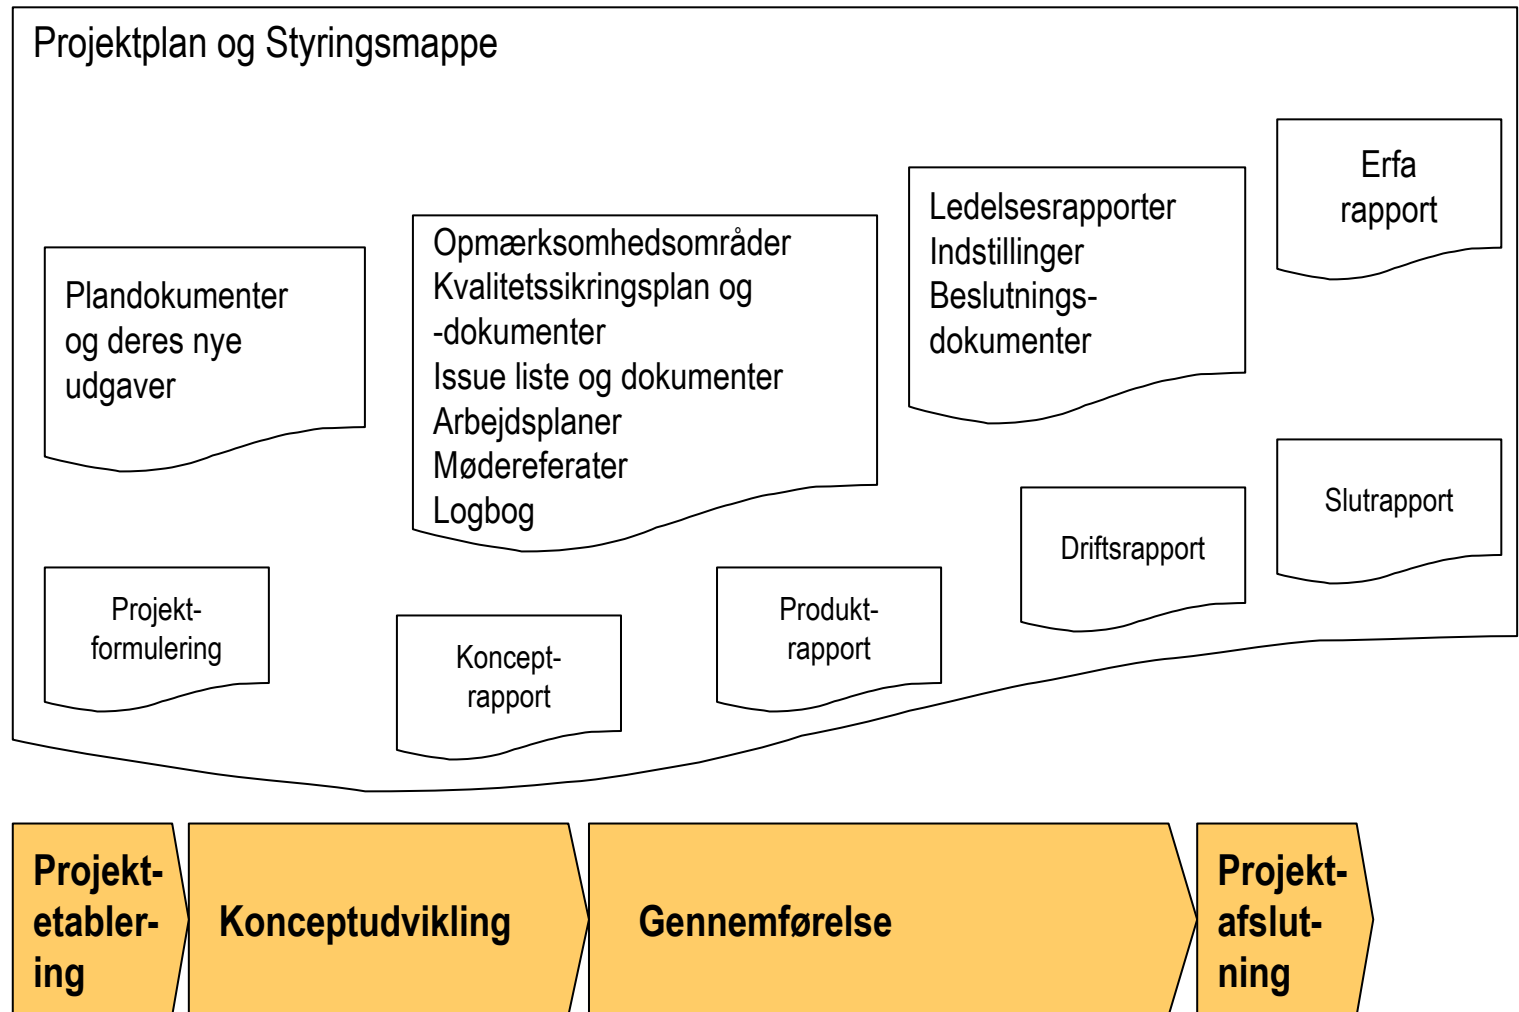 Projektplan og Styringsmappe
Plandokumenter
og deres nye
udgaver
Opmærksomhedsområder
Kvalitetssikringsplan og
-dokumenter
Issue liste og dokumenter
Arbejdsplaner
Mødereferater
Logbog
Ledelsesrapporter
Indstillinger
Beslutnings-
dokumenter
Erfa
rapport
Projekt-
formulering
Koncept-
rapport
Produkt-
rapport
Driftsrapport
Slutrapport
Projekt-
etabler-
ing
Konceptudvikling
Gennemførelse
Projekt-
afslut-
ning